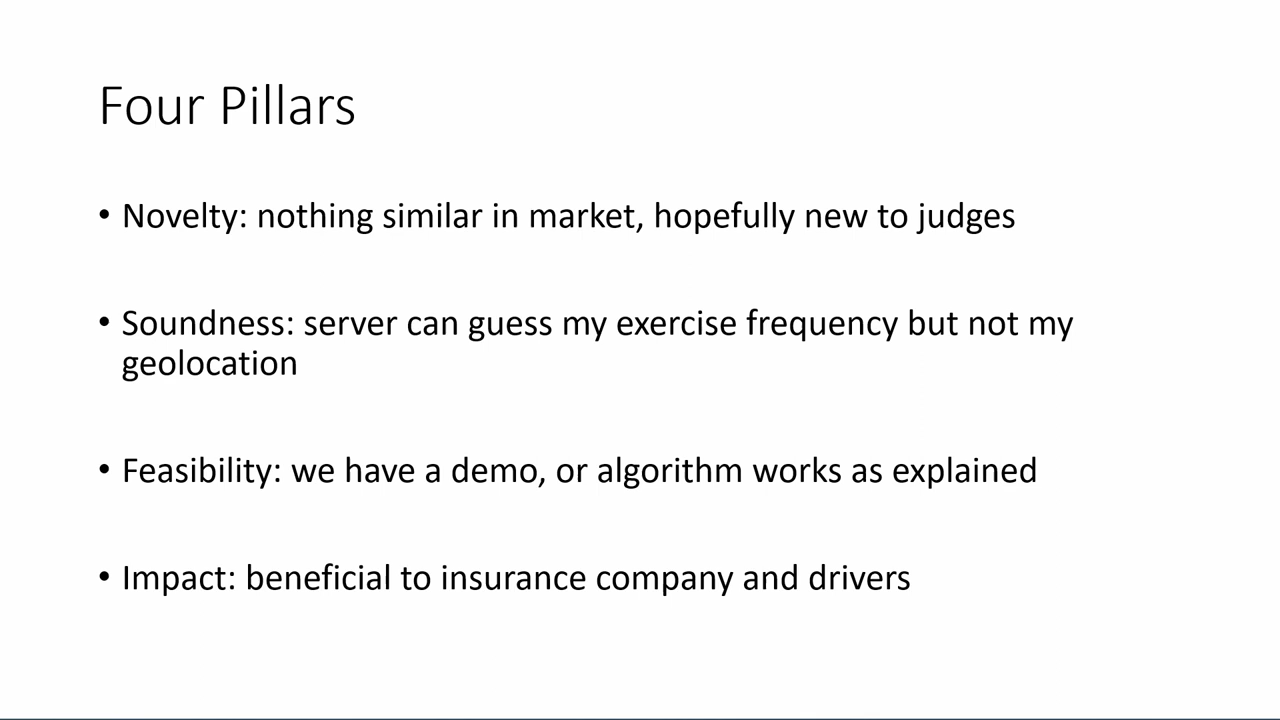 Four Pillars
• Novelty: nothing similar in market, hopefully new to judges
• Soundness: server can guess my exercise frequency but not my
geolocation
• Feasibility: we have a demo, or algorithm works as explained
• Impact: beneficial to insurance company and drivers